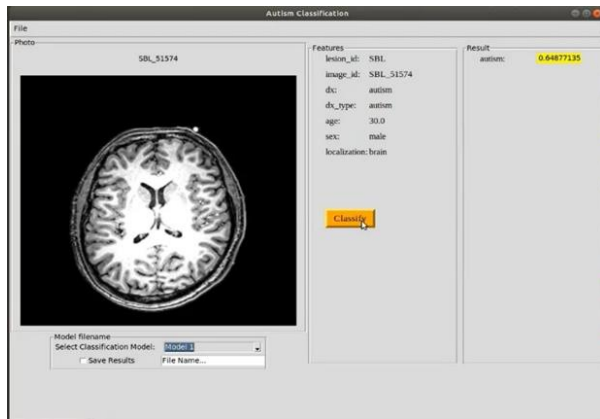 Autism Classification
File
Photo
SBL_51574
Features
lesion_id: SBL
image_id: SBL_51574
dx: autism
dx_type: autism
age: 30.0
sex: male
localization: brain
Classify
Result
autism: 0.64877135
Model filename
Select Classification Model: Model 1
Save Results File Name...